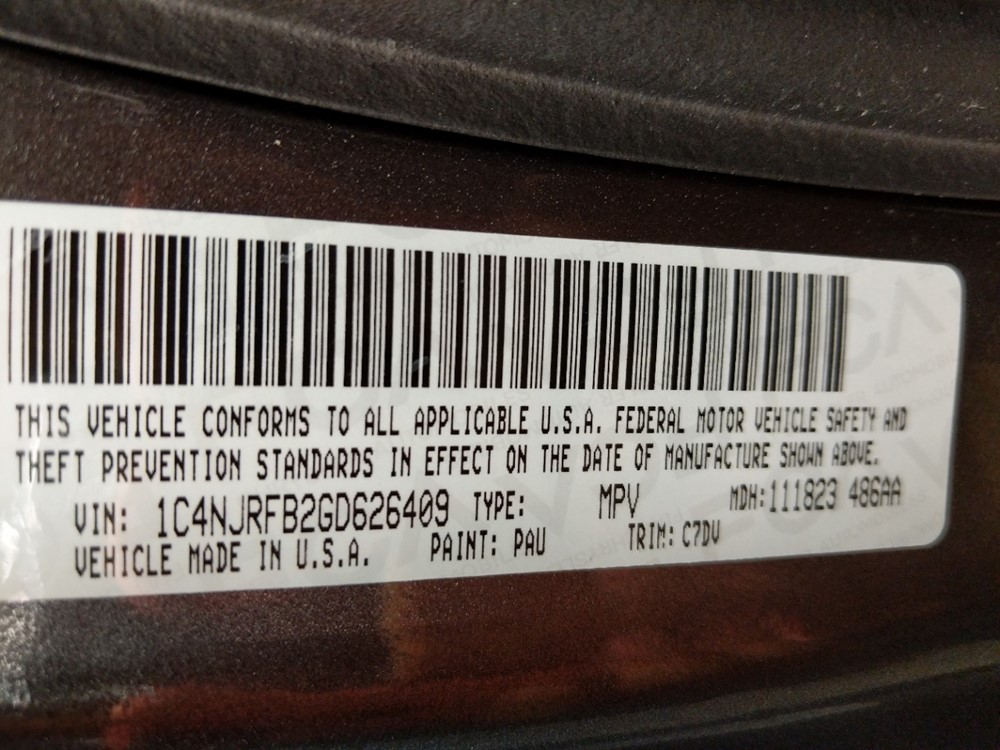 THIS VEHICLE CONFORMS TO ALL APPLICABLE U.S.A. FEDERAL MOTOR VEHICLE SAFETY AND
THEFT PREVENTION STANDARDS IN EFFECT ON THE DATE OF MANUFACTURE SHOWN ABOVE.
VIN: 1C4NJRFB2GD626409 TYPE: MPV MDH: 111823 486AA
VEHICLE MADE IN U.S.A. PAINT: PAU TRIM: C7DV